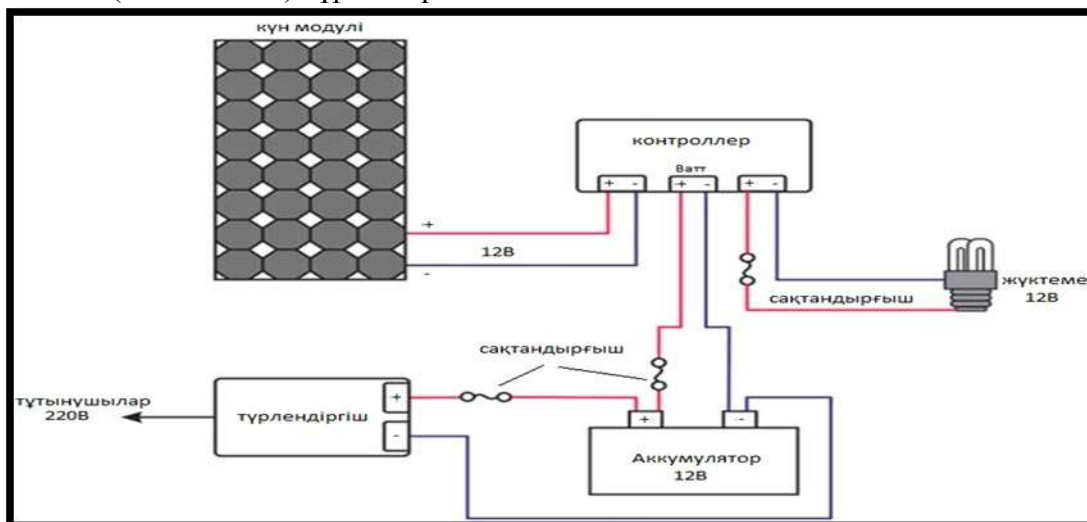 күн модулі
контроллер
Ватт
+ - + - + -
+
12В
-
жүктеме
12В
сақтандырғыш
сақтандырғыш
тұтынушылар
220В
түрлендіргіш
+
-
+ -
Аккумулятор
12В